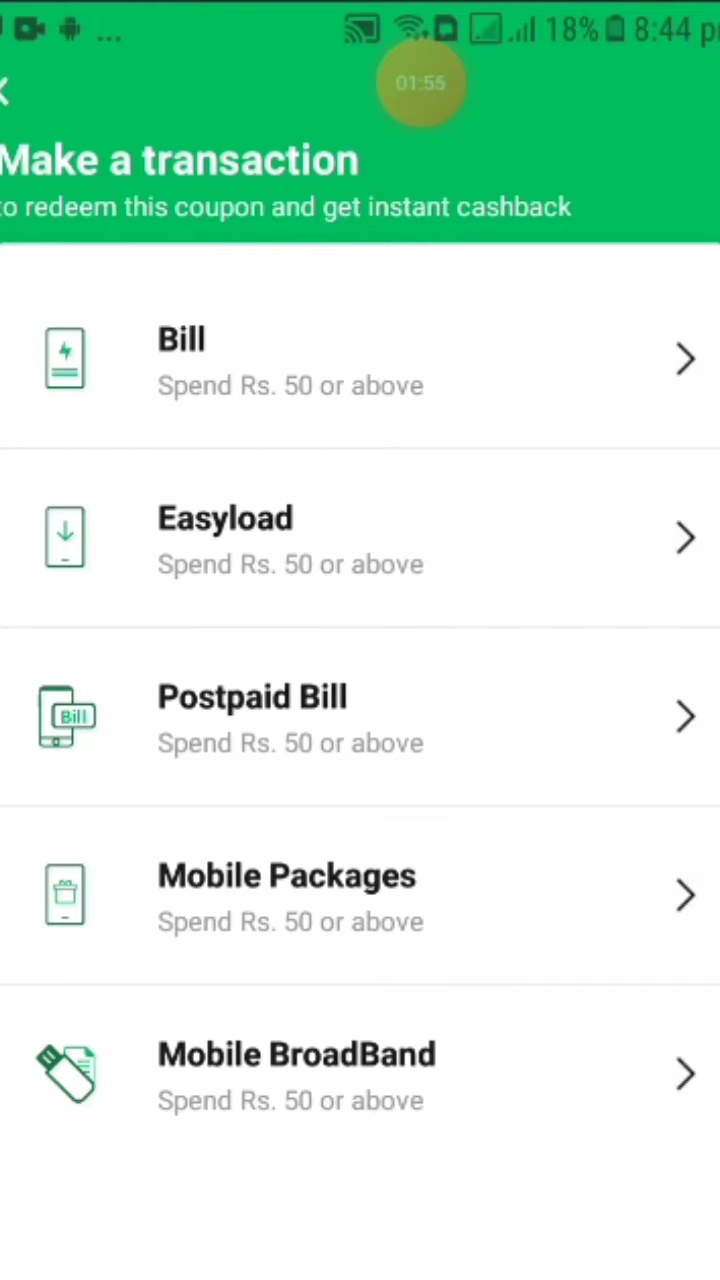 ... 18% 8:44 p
01:55
Make a transaction
to redeem this coupon and get instant cashback
Bill
Spend Rs. 50 or above
Easyload
Spend Rs. 50 or above
Postpaid Bill
Bill
Spend Rs. 50 or above
Mobile Packages
Spend Rs. 50 or above
Mobile BroadBand
Spend Rs. 50 or above